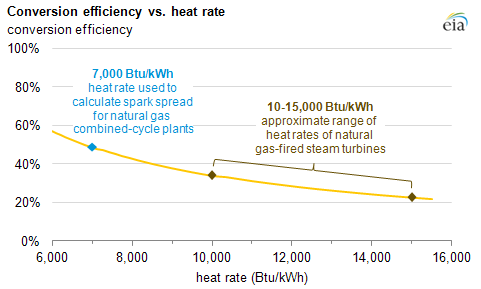 Conversion efficiency vs. heat rate
conversion efficiency
eia
100%
80%
60%
40%
20%
0%
7,000 Btu/kWh
heat rate used to
calculate spark spread
for natural gas
combined-cycle plants
10-15,000 Btu/kWh
approximate range of
heat rates of natural
gas-fired steam turbines
6,000 8,000 10,000 12,000 14,000 16,000
heat rate (Btu/kWh)